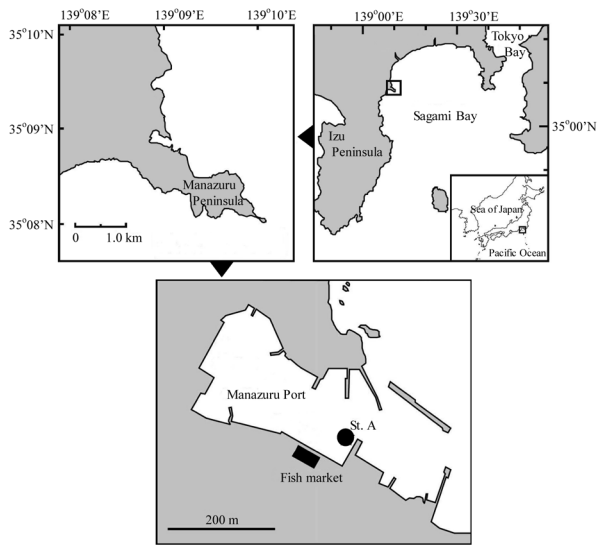 139°08'E 139°09'E 139°10'E
35°10'N
35°09'N
35°08'N
Manazuru
Peninsula
0 1.0 km
139°00'E 139°30'E
Tokyo
Bay
Sagami Bay
35°00'N
Izu
Peninsula
Sea of Japan
Pacific Ocean
Manazuru Port
St. A
Fish market
200 m